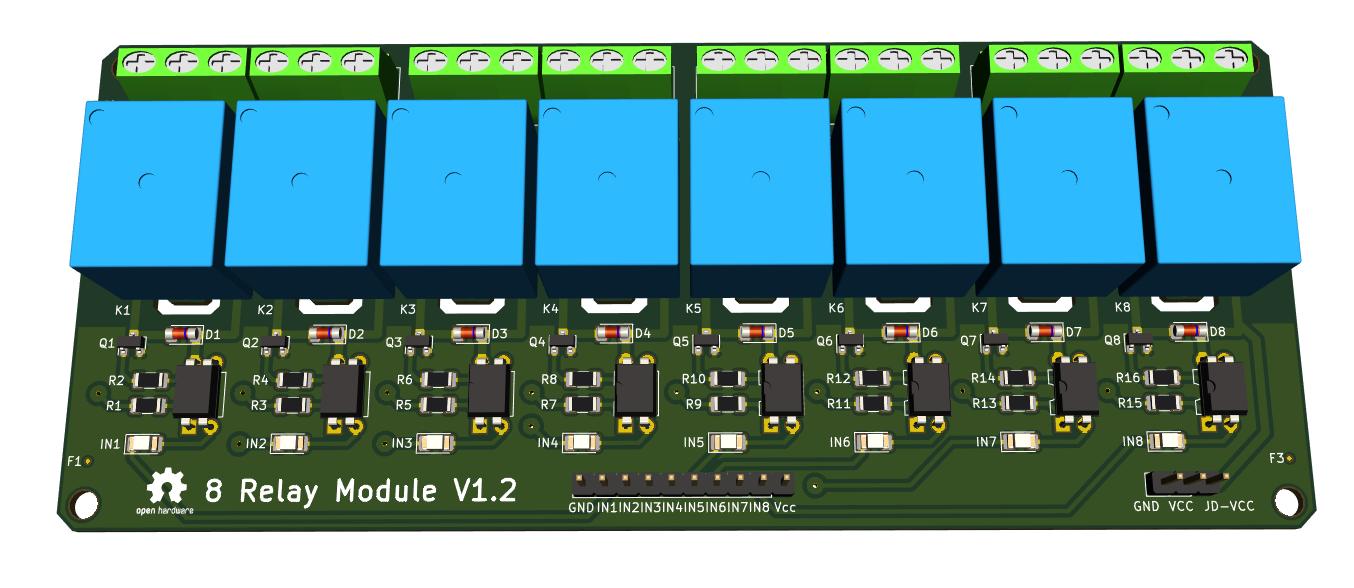 K1 K2 K3 K4 K5 K6 K7 K8
D1 D2 D3 D4 D5 D6 D7 D8
Q1 Q2 Q3 Q4 Q5 Q6 Q7 Q8
R2 R4 R6 R8 R10 R12 R14 R16
R1 R3 R5 R7 R9 R11 R13 R15
IN1 IN2 IN3 IN4 IN5 IN6 IN7 IN8
F1 F3
8 Relay Module V1.2
open hardware
GND IN1 IN2 IN3 IN4 IN5 IN6 IN7 IN8 Vcc
GND VCC JD-VCC